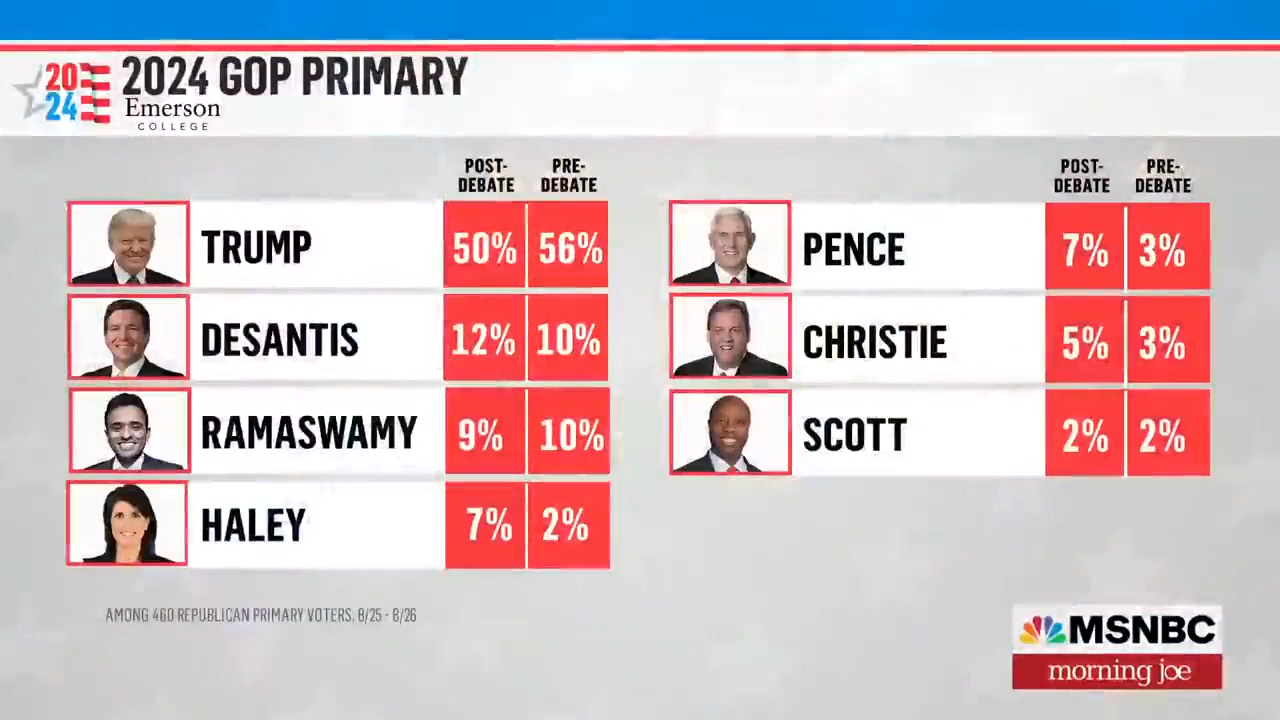 20
24
2024 GOP PRIMARY
Emerson
COLLEGE
POST-
DEBATE
PRE-
DEBATE
TRUMP 50% 56%
DESANTIS 12% 10%
RAMASWAMY 9% 10%
HALEY 7% 2%
POST-
DEBATE
PRE-
DEBATE
PENCE 7% 3%
CHRISTIE 5% 3%
SCOTT 2% 2%
AMONG 460 REPUBLICAN PRIMARY VOTERS, 8/25 - 8/26
MSNBC
morning joe